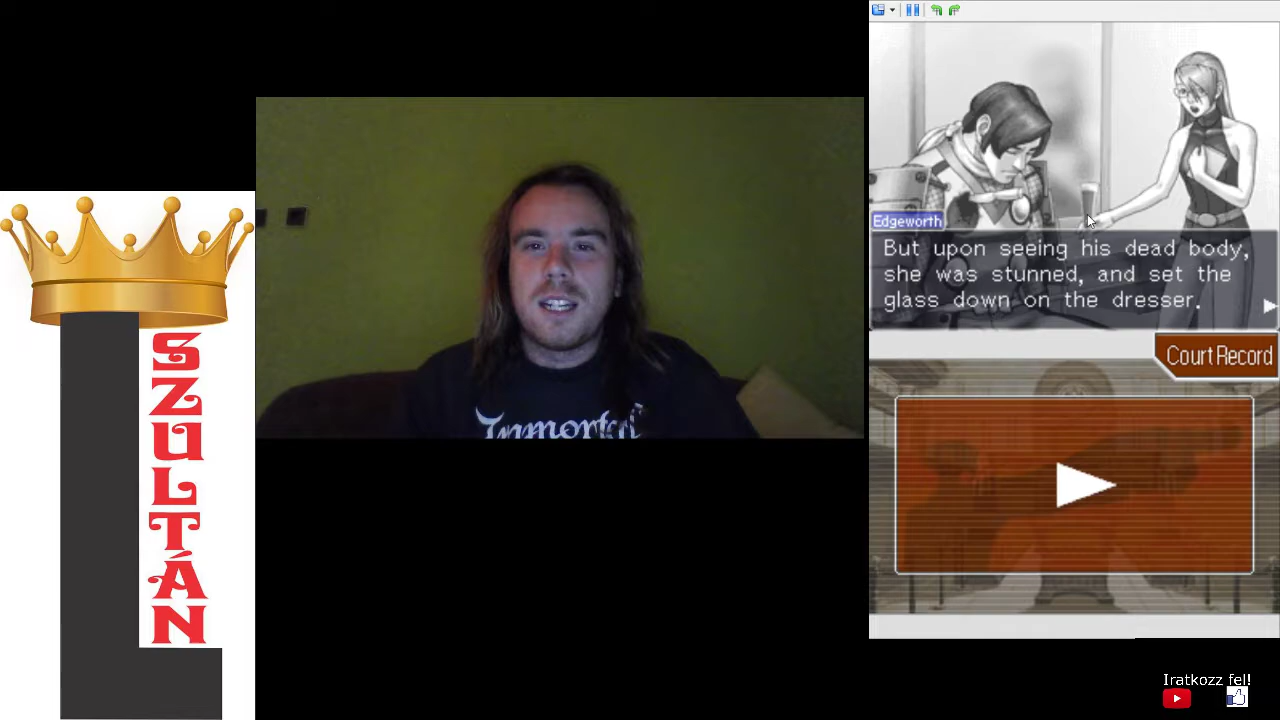 L
SZULTÁN
Inmortal
Edgeworth
But upon seeing his dead body,
she was stunned, and set the
glass down on the dresser.
Court Record
Iratkozz fel!